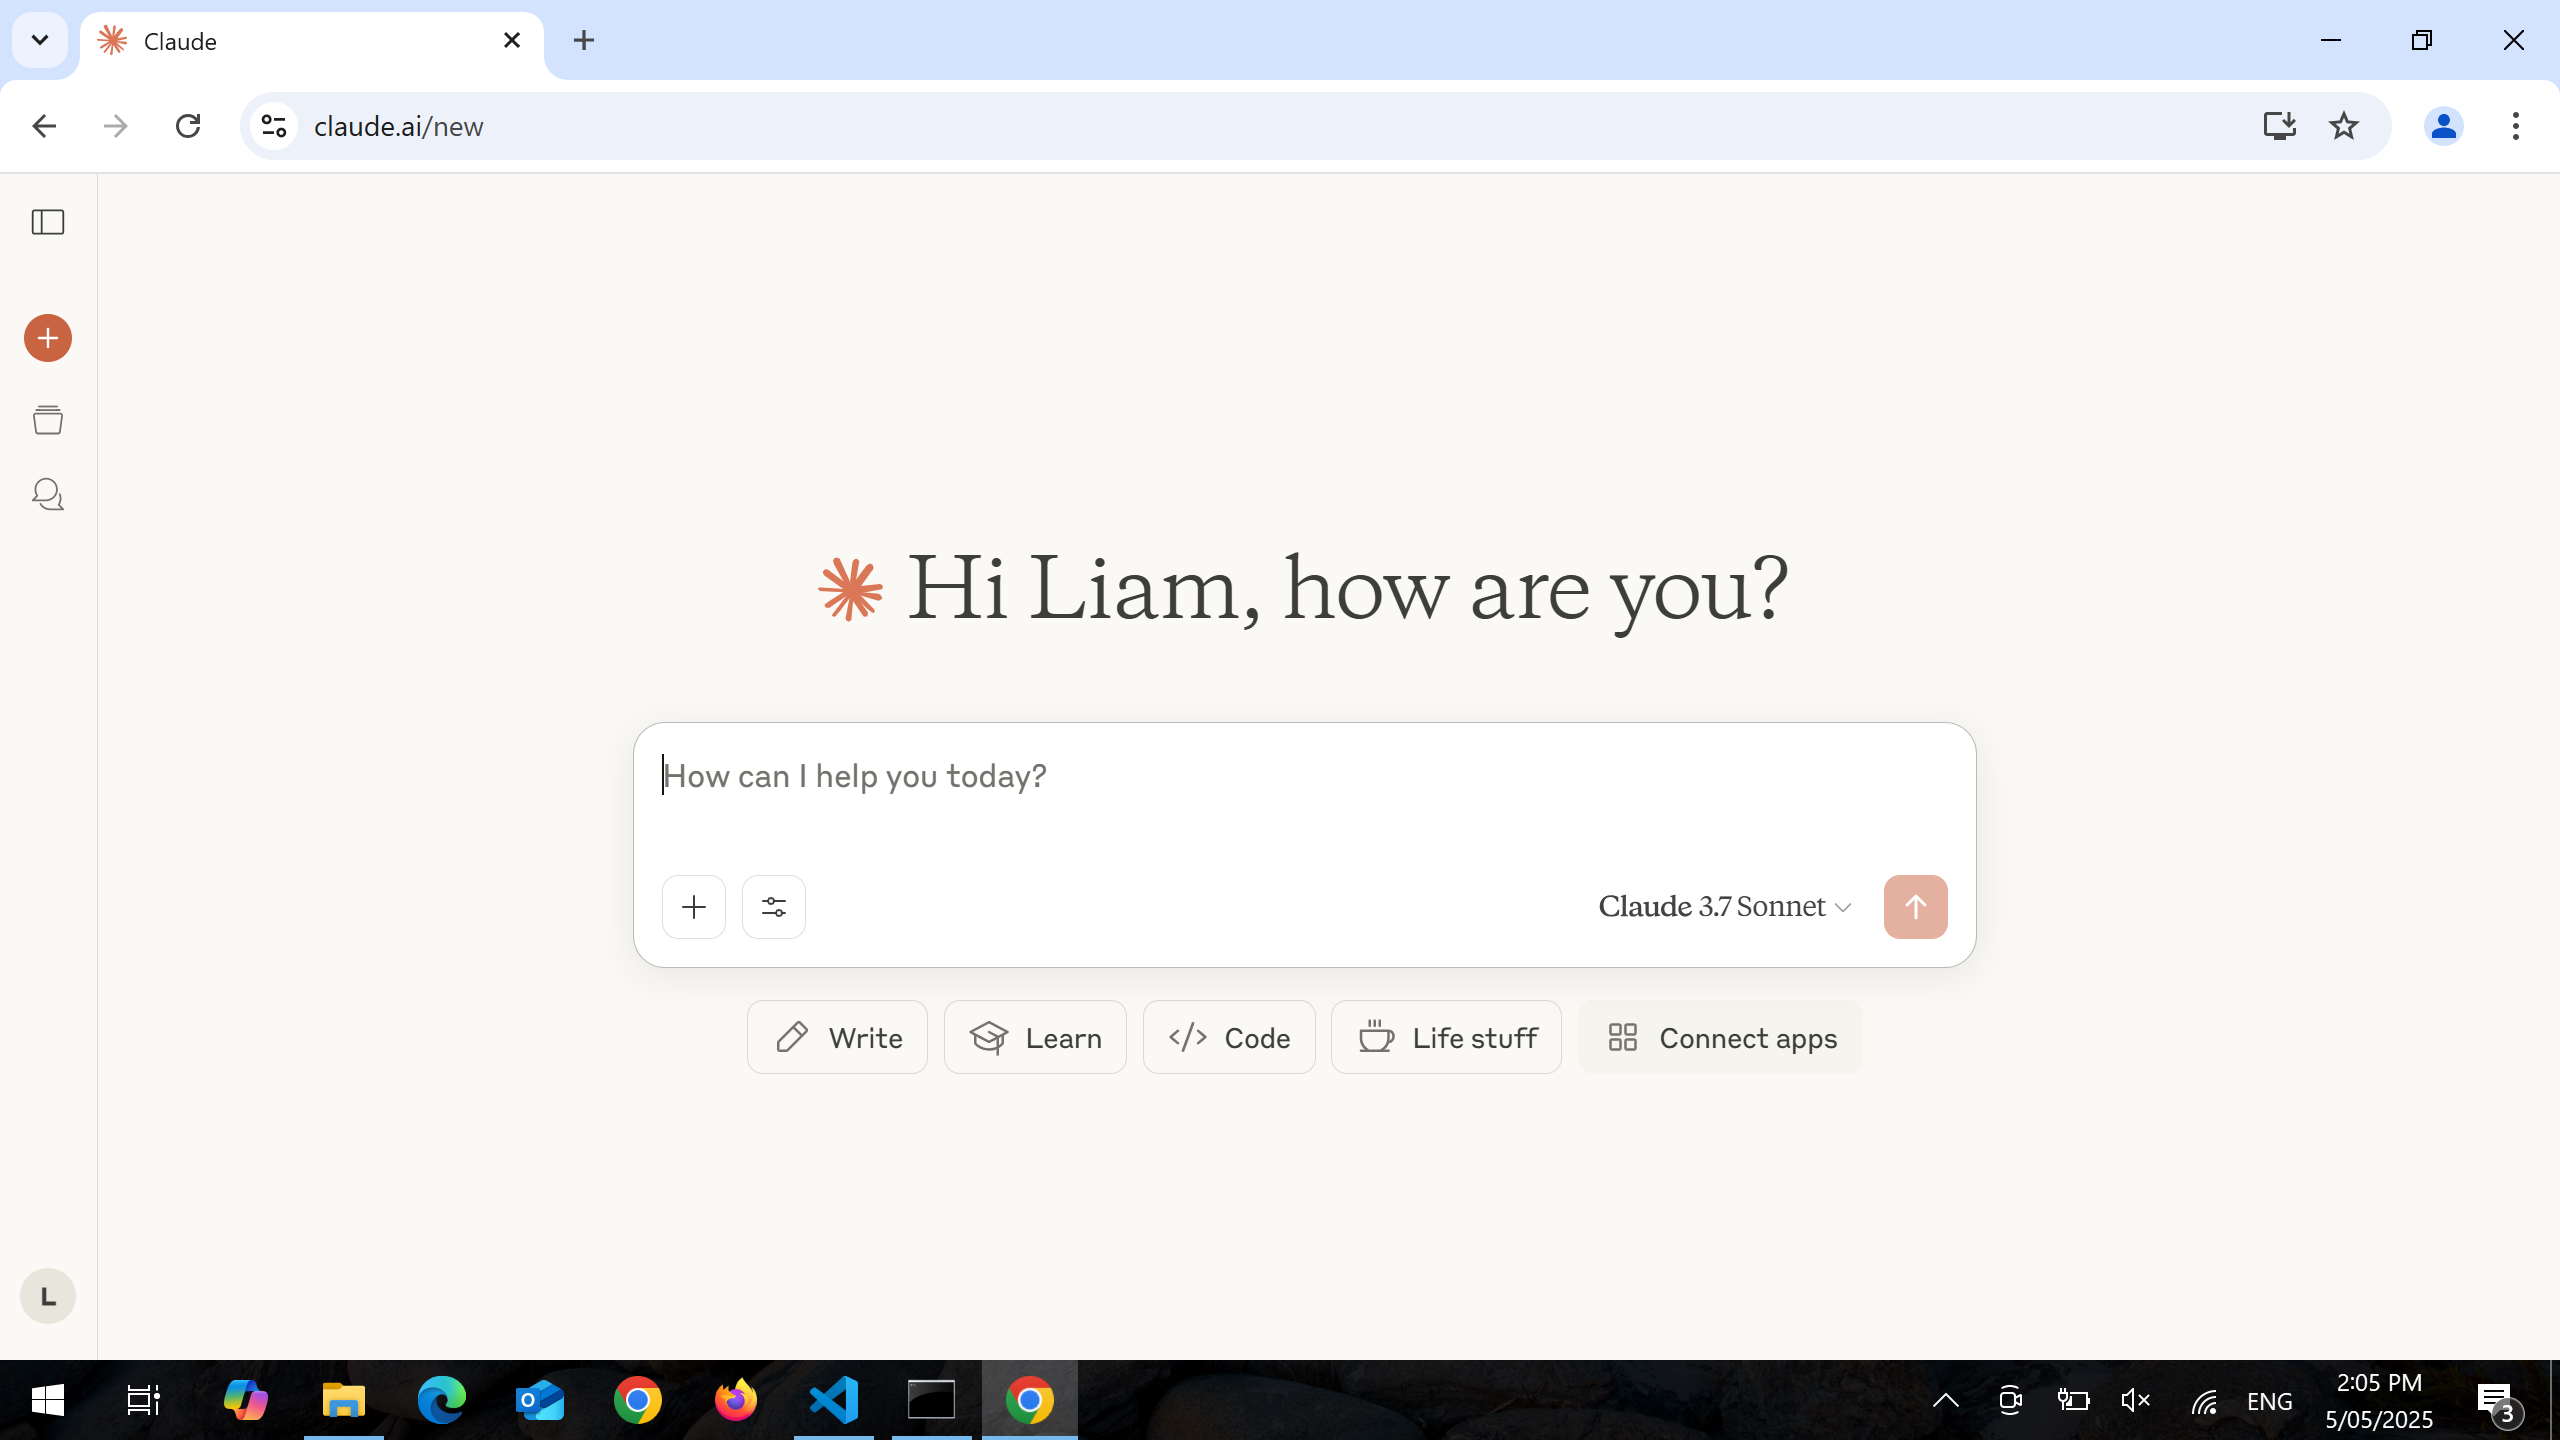 Claude
claude.ai/new
Hi Liam, how are you?
How can I help you today?
Claude 3.7 Sonnet
Write
Learn
Code
Life stuff
Connect apps
L
ENG
2:05 PM
5/05/2025
3